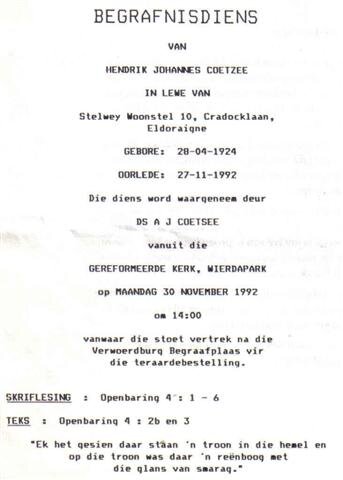 BEGRAFNISDIENS
VAN
HENDRIK JOHANNES COETZEE
IN LEWE VAN
Stelwey Woonstel 10, Cradocklaan,
Eldoraigne
GEBORE: 28-04-1924
OORLEDE: 27-11-1992
Die diens word waargeneem deur
DS A J COETSEE
vanuit die
GEREFORMEERDE KERK, WIERDAPARK
op MAANDAG 30 NOVEMBER 1992
om 14:00
vanwaar die stoet vertrek na die
Verwoerdburg Begraafplaas vir
die teraardebestelling.
SKRIFLESING : Openbaring 4 : 1 - 6
TEKS : Openbaring 4 : 2b en 3
"Ek het gesien daar staan 'n troon in die hemel en
op die troon was daar 'n reënboog met
die glans van smarag."